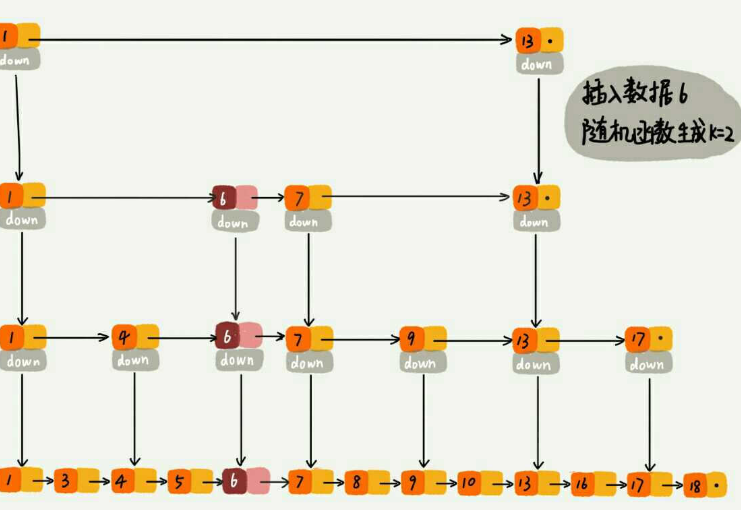 1 13
down down
插入数据6
随机函数生成K=2
1 6 7 13
down down down down
1 4 6 7 9 13 17
down down down down down down down
1 3 4 5 6 7 8 9 10 13 16 17 18